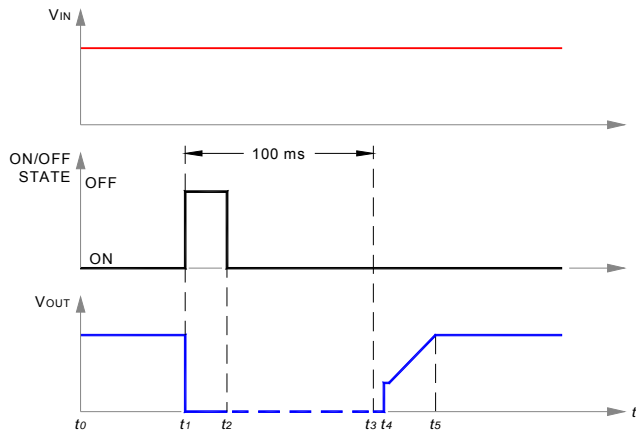 VIN
100 ms
ON/OFF
STATE
OFF
ON
VOUT
t
t0 t1 t2 t3 t4 t5